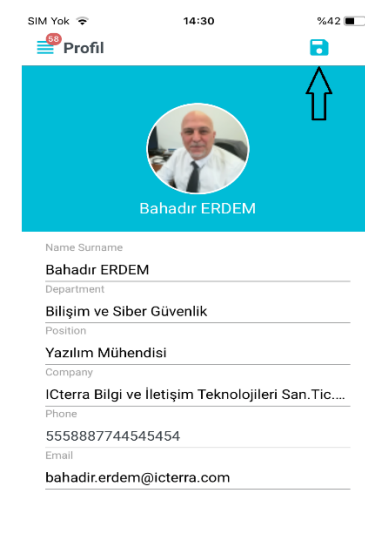 SIM Yok 14:30 %42
58
Profil
Bahadır ERDEM
Name Surname
Bahadır ERDEM
Department
Bilişim ve Siber Güvenlik
Position
Yazılım Mühendisi
Company
ICterra Bilgi ve İletişim Teknolojileri San.Tic....
Phone
5558887744545454
Email
bahadir.erdem@icterra.com